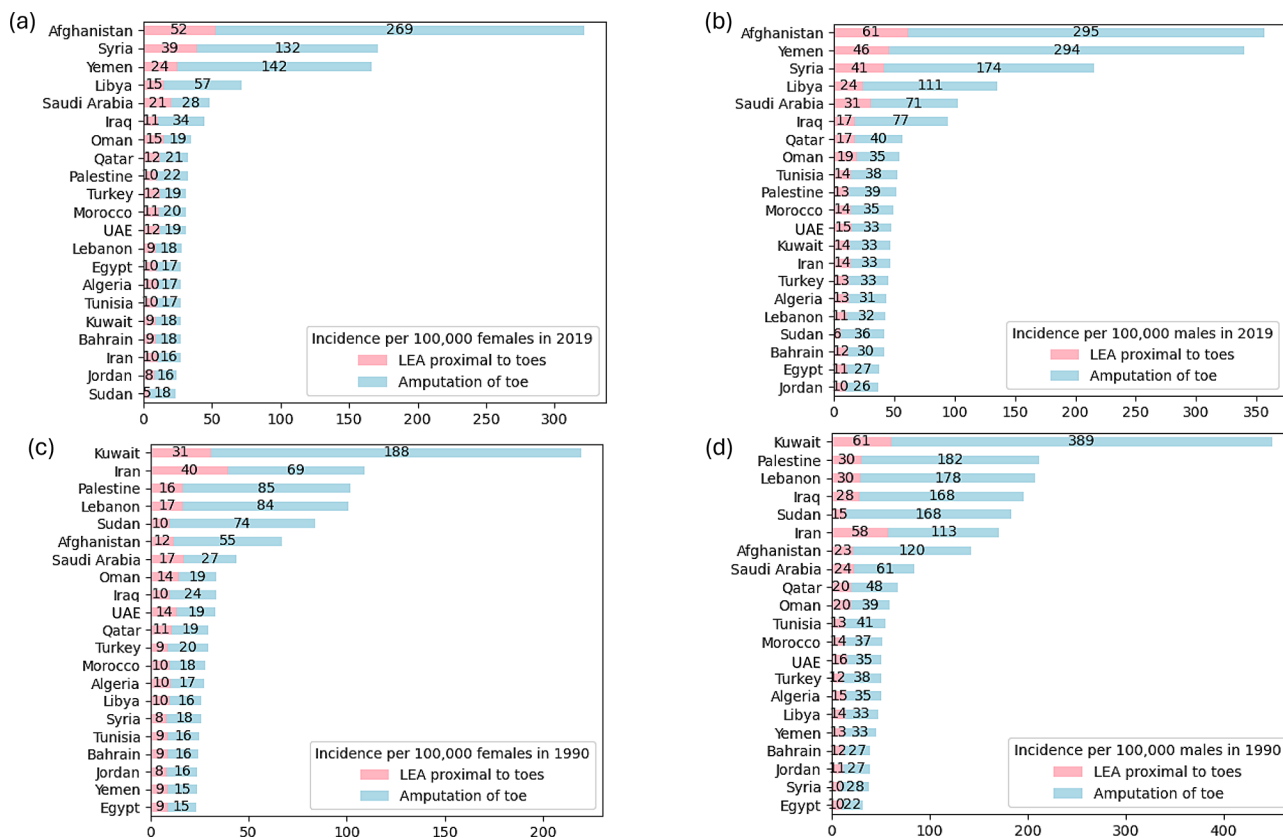 (a)
Afghanistan 52 269
Syria 39 132
Yemen 24 142
Libya 15 57
Saudi Arabia 21 28
Iraq 11 34
Oman 15 19
Qatar 12 21
Palestine 10 22
Turkey 12 19
Morocco 11 20
UAE 12 19
Lebanon 9 18
Egypt 10 17
Algeria 10 17
Tunisia 10 17
Kuwait 9 18
Bahrain 9 18
Iran 10 16
Jordan 8 16
Sudan 5 18
Incidence per 100,000 females in 2019
LEA proximal to toes
Amputation of toe
0 50 100 150 200 250 300
(b)
Afghanistan 61 295
Yemen 46 294
Syria 41 174
Libya 24 111
Saudi Arabia 31 71
Iraq 17 77
Qatar 17 40
Oman 19 35
Tunisia 14 38
Palestine 13 39
Morocco 14 35
UAE 15 33
Kuwait 14 33
Iran 14 33
Turkey 13 33
Algeria 13 31
Lebanon 11 32
Sudan 6 36
Bahrain 12 30
Egypt 11 27
Jordan 10 26
Incidence per 100,000 males in 2019
LEA proximal to toes
Amputation of toe
0 50 100 150 200 250 300 350
(c)
Kuwait 31 188
Iran 40 69
Palestine 16 85
Lebanon 17 84
Sudan 10 74
Afghanistan 12 55
Saudi Arabia 17 27
Oman 14 19
Iraq 10 24
UAE 14 19
Qatar 11 19
Turkey 9 20
Morocco 10 18
Algeria 10 17
Libya 10 16
Syria 8 18
Tunisia 9 16
Bahrain 9 16
Jordan 8 16
Yemen 9 15
Egypt 9 15
Incidence per 100,000 females in 1990
LEA proximal to toes
Amputation of toe
0 50 100 150 200
(d)
Kuwait 61 389
Palestine 30 182
Lebanon 30 178
Iraq 28 168
Sudan 15 168
Iran 58 113
Afghanistan 23 120
Saudi Arabia 24 61
Qatar 20 48
Oman 20 39
Tunisia 13 41
Morocco 14 37
UAE 16 35
Turkey 12 38
Algeria 15 35
Libya 14 33
Yemen 13 33
Bahrain 12 27
Jordan 11 27
Syria 10 28
Egypt 10 22
Incidence per 100,000 males in 1990
LEA proximal to toes
Amputation of toe
0 100 200 300 400